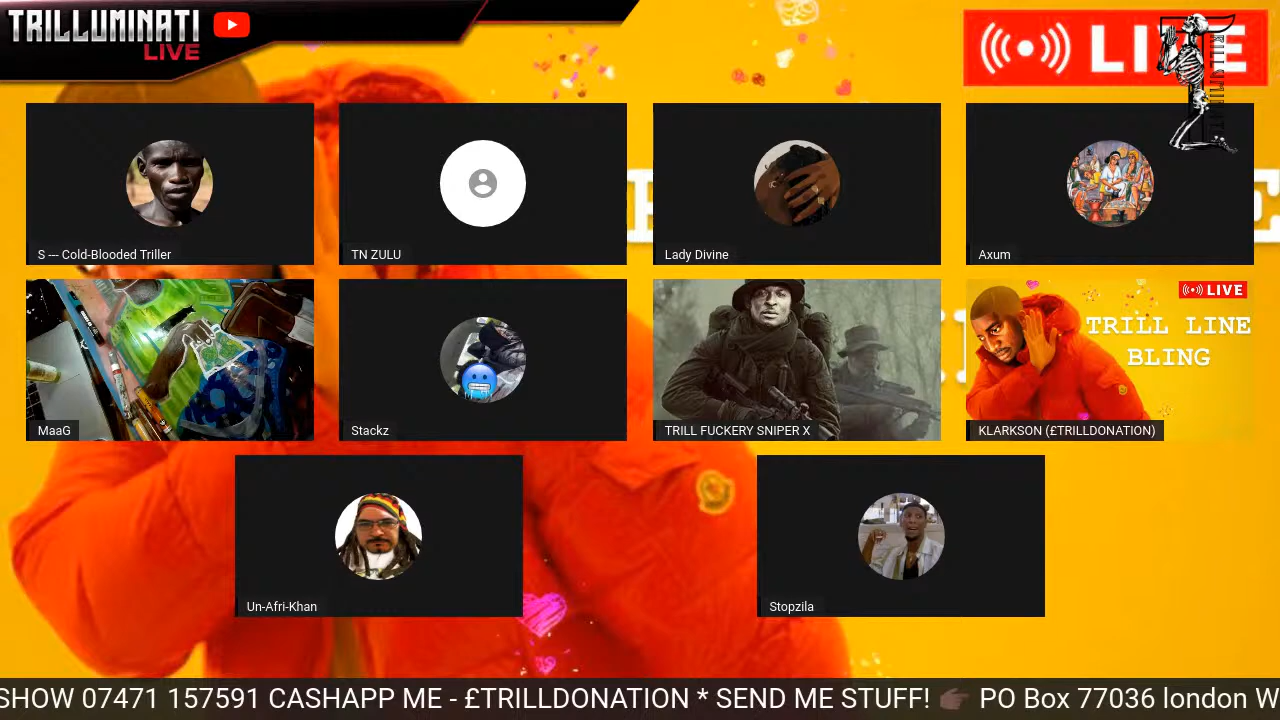 TRILLUMINATI
LIVE
LIVE
TRILLUMINATI
S --- Cold-Blooded Triller
TN ZULU
Lady Divine
Axum
MaaG
Stackz
TRILL FUCKERY SNIPER X
LIVE
TRILL LINE
BLING
KLARKSON (£TRILLDONATION)
Un-Afri-Khan
Stopzila
SHOW 07471 157591 CASHAPP ME - £TRILLDONATION * SEND ME STUFF! 👉🏿 PO Box 77036 london W